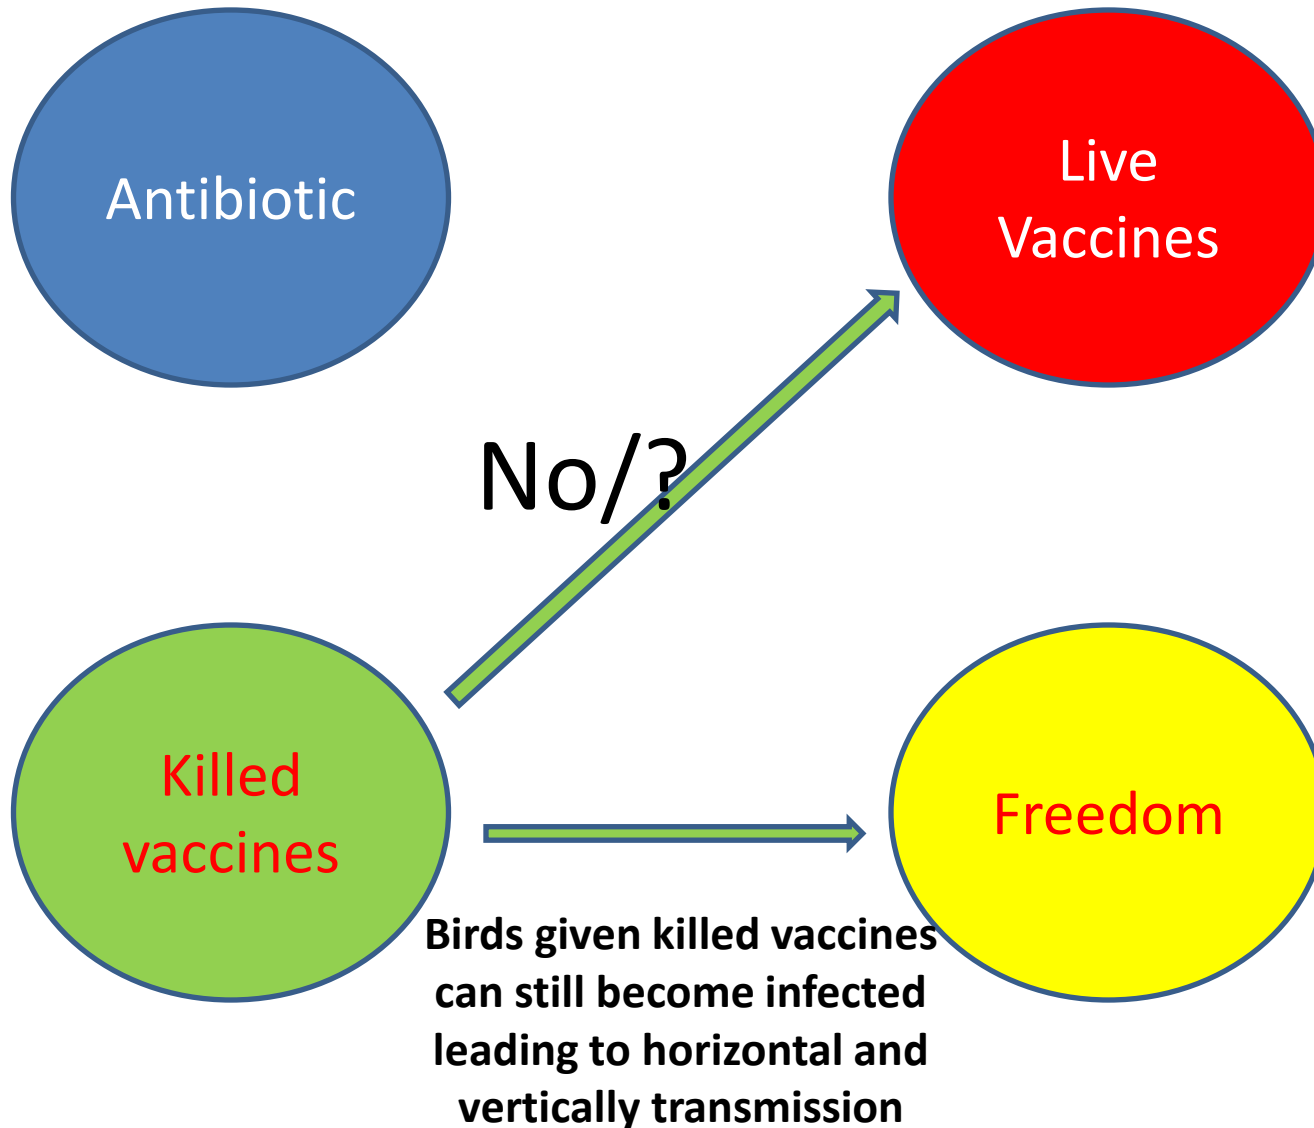 Antibiotic
Live
Vaccines
No/?
Killed
vaccines
Freedom
Birds given killed vaccines
can still become infected
leading to horizontal and
vertically transmission